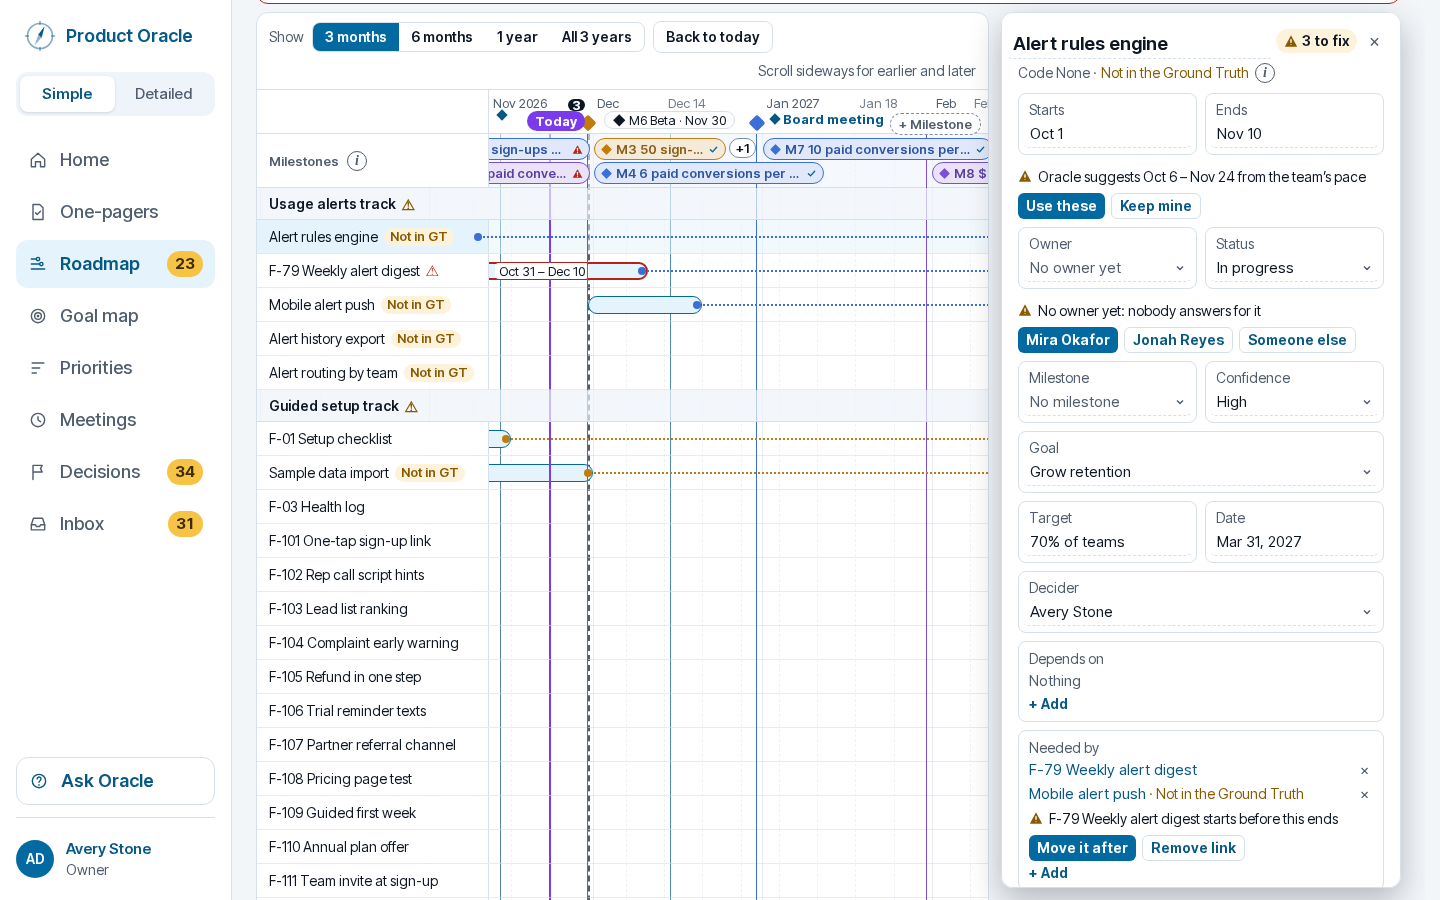 Product Oracle
Simple
Detailed
Home
One-pagers
Roadmap
23
Goal map
Priorities
Meetings
Decisions
34
Inbox
31
Ask Oracle
AD
Avery Stone
Owner
Show
3 months
6 months
1 year
All 3 years
Back to today
Scroll sideways for earlier and later
Nov 2026
3
Dec
Dec 14
Jan 2027
Jan 18
Feb
Fe
Today
M6 Beta · Nov 30
Board meeting
+ Milestone
Milestones
i
sign-ups ...
M3 50 sign-...
+1
M7 10 paid conversions per...
paid conve...
M4 6 paid conversions per ...
M8 $
Usage alerts track
Alert rules engine
Not in GT
F-79 Weekly alert digest
Oct 31 – Dec 10
Mobile alert push
Not in GT
Alert history export
Not in GT
Alert routing by team
Not in GT
Guided setup track
F-01 Setup checklist
Sample data import
Not in GT
F-03 Health log
F-101 One-tap sign-up link
F-102 Rep call script hints
F-103 Lead list ranking
F-104 Complaint early warning
F-105 Refund in one step
F-106 Trial reminder texts
F-107 Partner referral channel
F-108 Pricing page test
F-109 Guided first week
F-110 Annual plan offer
F-111 Team invite at sign-up
Alert rules engine
3 to fix
×
Code None · Not in the Ground Truth
i
Starts
Oct 1
Ends
Nov 10
Oracle suggests Oct 6 – Nov 24 from the team's pace
Use these
Keep mine
Owner
No owner yet
Status
In progress
No owner yet: nobody answers for it
Mira Okafor
Jonah Reyes
Someone else
Milestone
No milestone
Confidence
High
Goal
Grow retention
Target
70% of teams
Date
Mar 31, 2027
Decider
Avery Stone
Depends on
Nothing
+ Add
Needed by
F-79 Weekly alert digest
×
Mobile alert push · Not in the Ground Truth
×
F-79 Weekly alert digest starts before this ends
Move it after
Remove link
+ Add